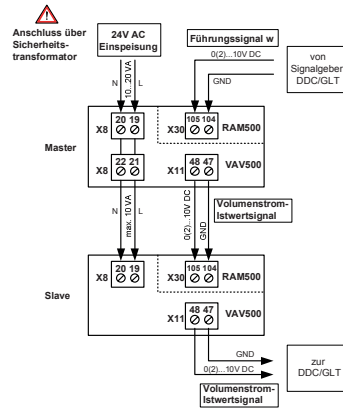 Anschluss über
Sicherheits-
transformator
24V AC
Einspeisung
Führungssignal w
von
Signalgeber
DDC/GLT
N
10...20 VA
L
0(2)...10V DC
GND
X8
20 19
X30
105 104
RAM500
Master
X8
22 21
X11
48 47
VAV500
N
max. 10 VA
L
0(2)...10V DC
GND
Volumenstrom-
Istwertsignal
X8
20 19
X30
105 104
RAM500
Slave
X11
48 47
VAV500
GND
0(2)...10V DC
zur
DDC/GLT
Volumenstrom-
Istwertsignal